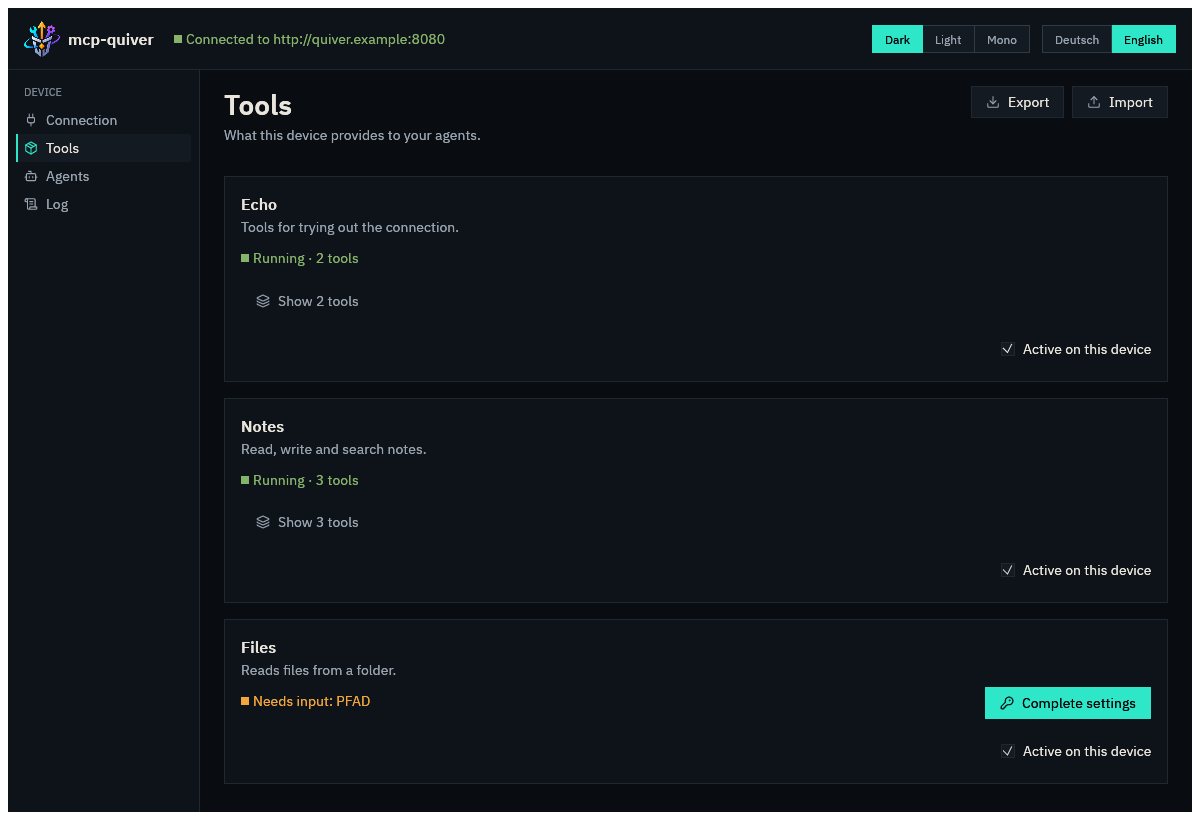 mcp-quiver
Connected to http://quiver.example:8080
Dark
Light
Mono
Deutsch
English
DEVICE
Connection
Tools
Agents
Log
Tools
What this device provides to your agents.
Export
Import
Echo
Tools for trying out the connection.
Running · 2 tools
Show 2 tools
Active on this device
Notes
Read, write and search notes.
Running · 3 tools
Show 3 tools
Active on this device
Files
Reads files from a folder.
Needs input: PFAD
Complete settings
Active on this device